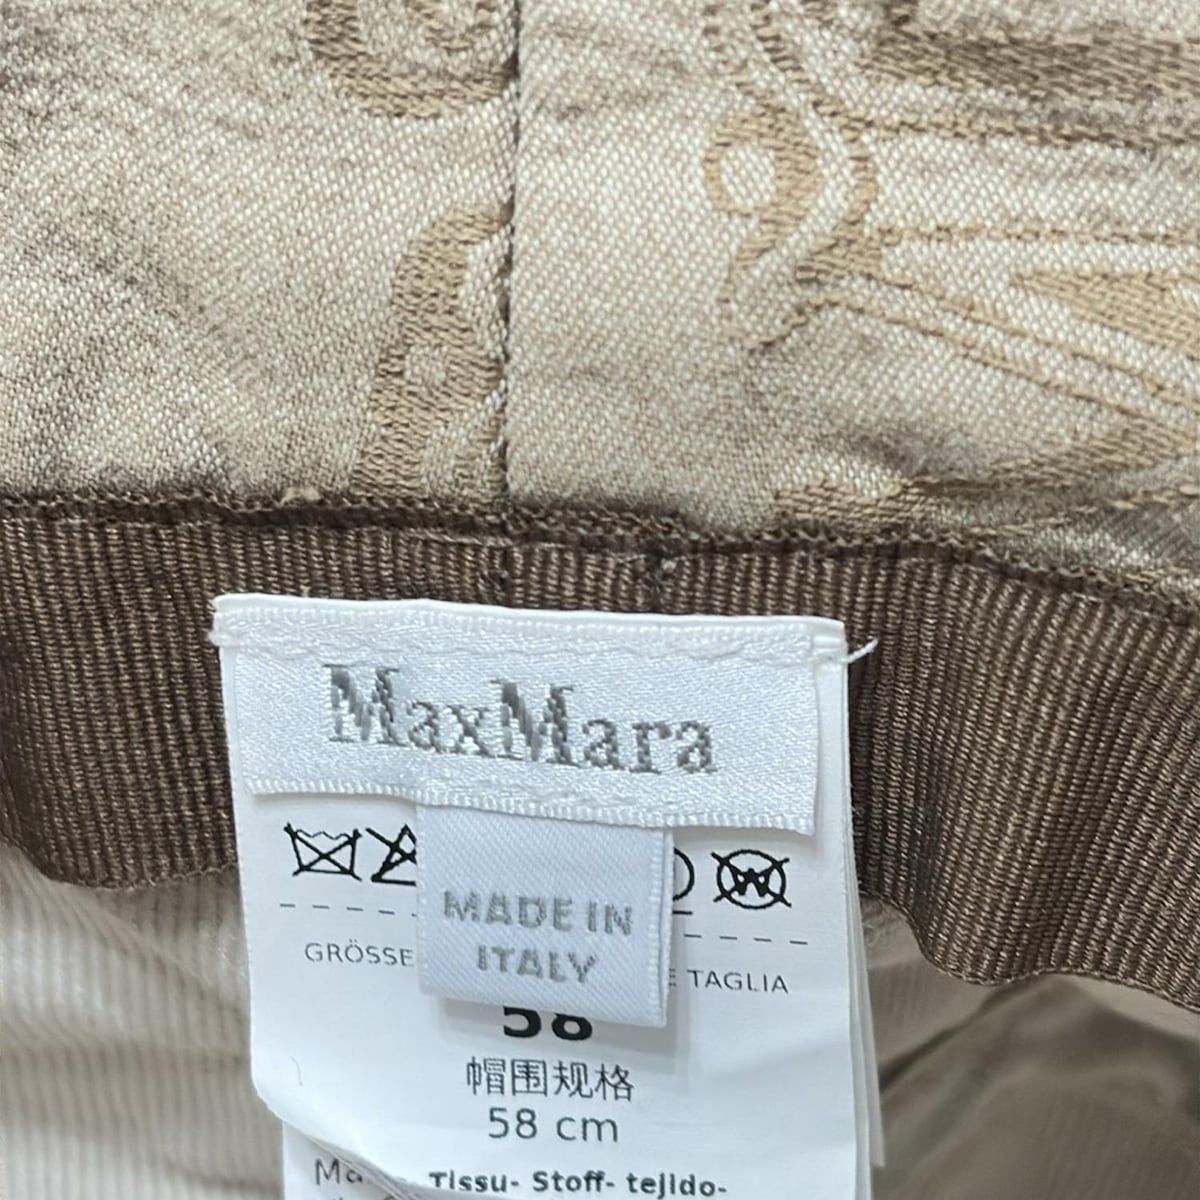 MaxMara
MADE IN
ITALY
GRÖSSE TAGLIA
58
帽围规格
58 cm
Tissu- Stoff- tejido-